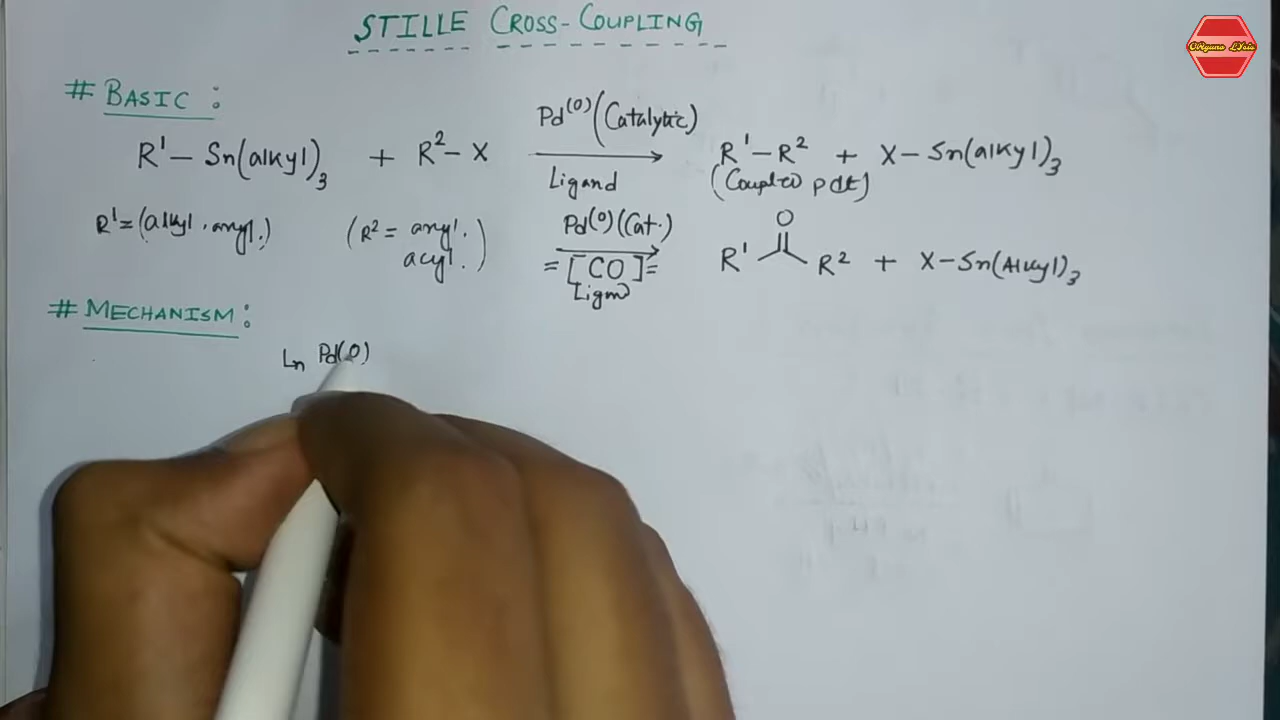 STILLE CROSS-COUPLING
# BASIC :
R¹ – Sn(alkyl)₃ + R² – X Pd⁽⁰⁾(Catalytic) Ligand R¹–R² + X – Sn(alkyl)₃
(Coupled pdt)
R¹ = (alkyl, aryl.) (R² = aryl. acyl.) Pd⁽⁰⁾(Cat.) = [CO] = R¹ O R² + X – Sn(Alkyl)₃
# MECHANISM :
Ln Pd(0)